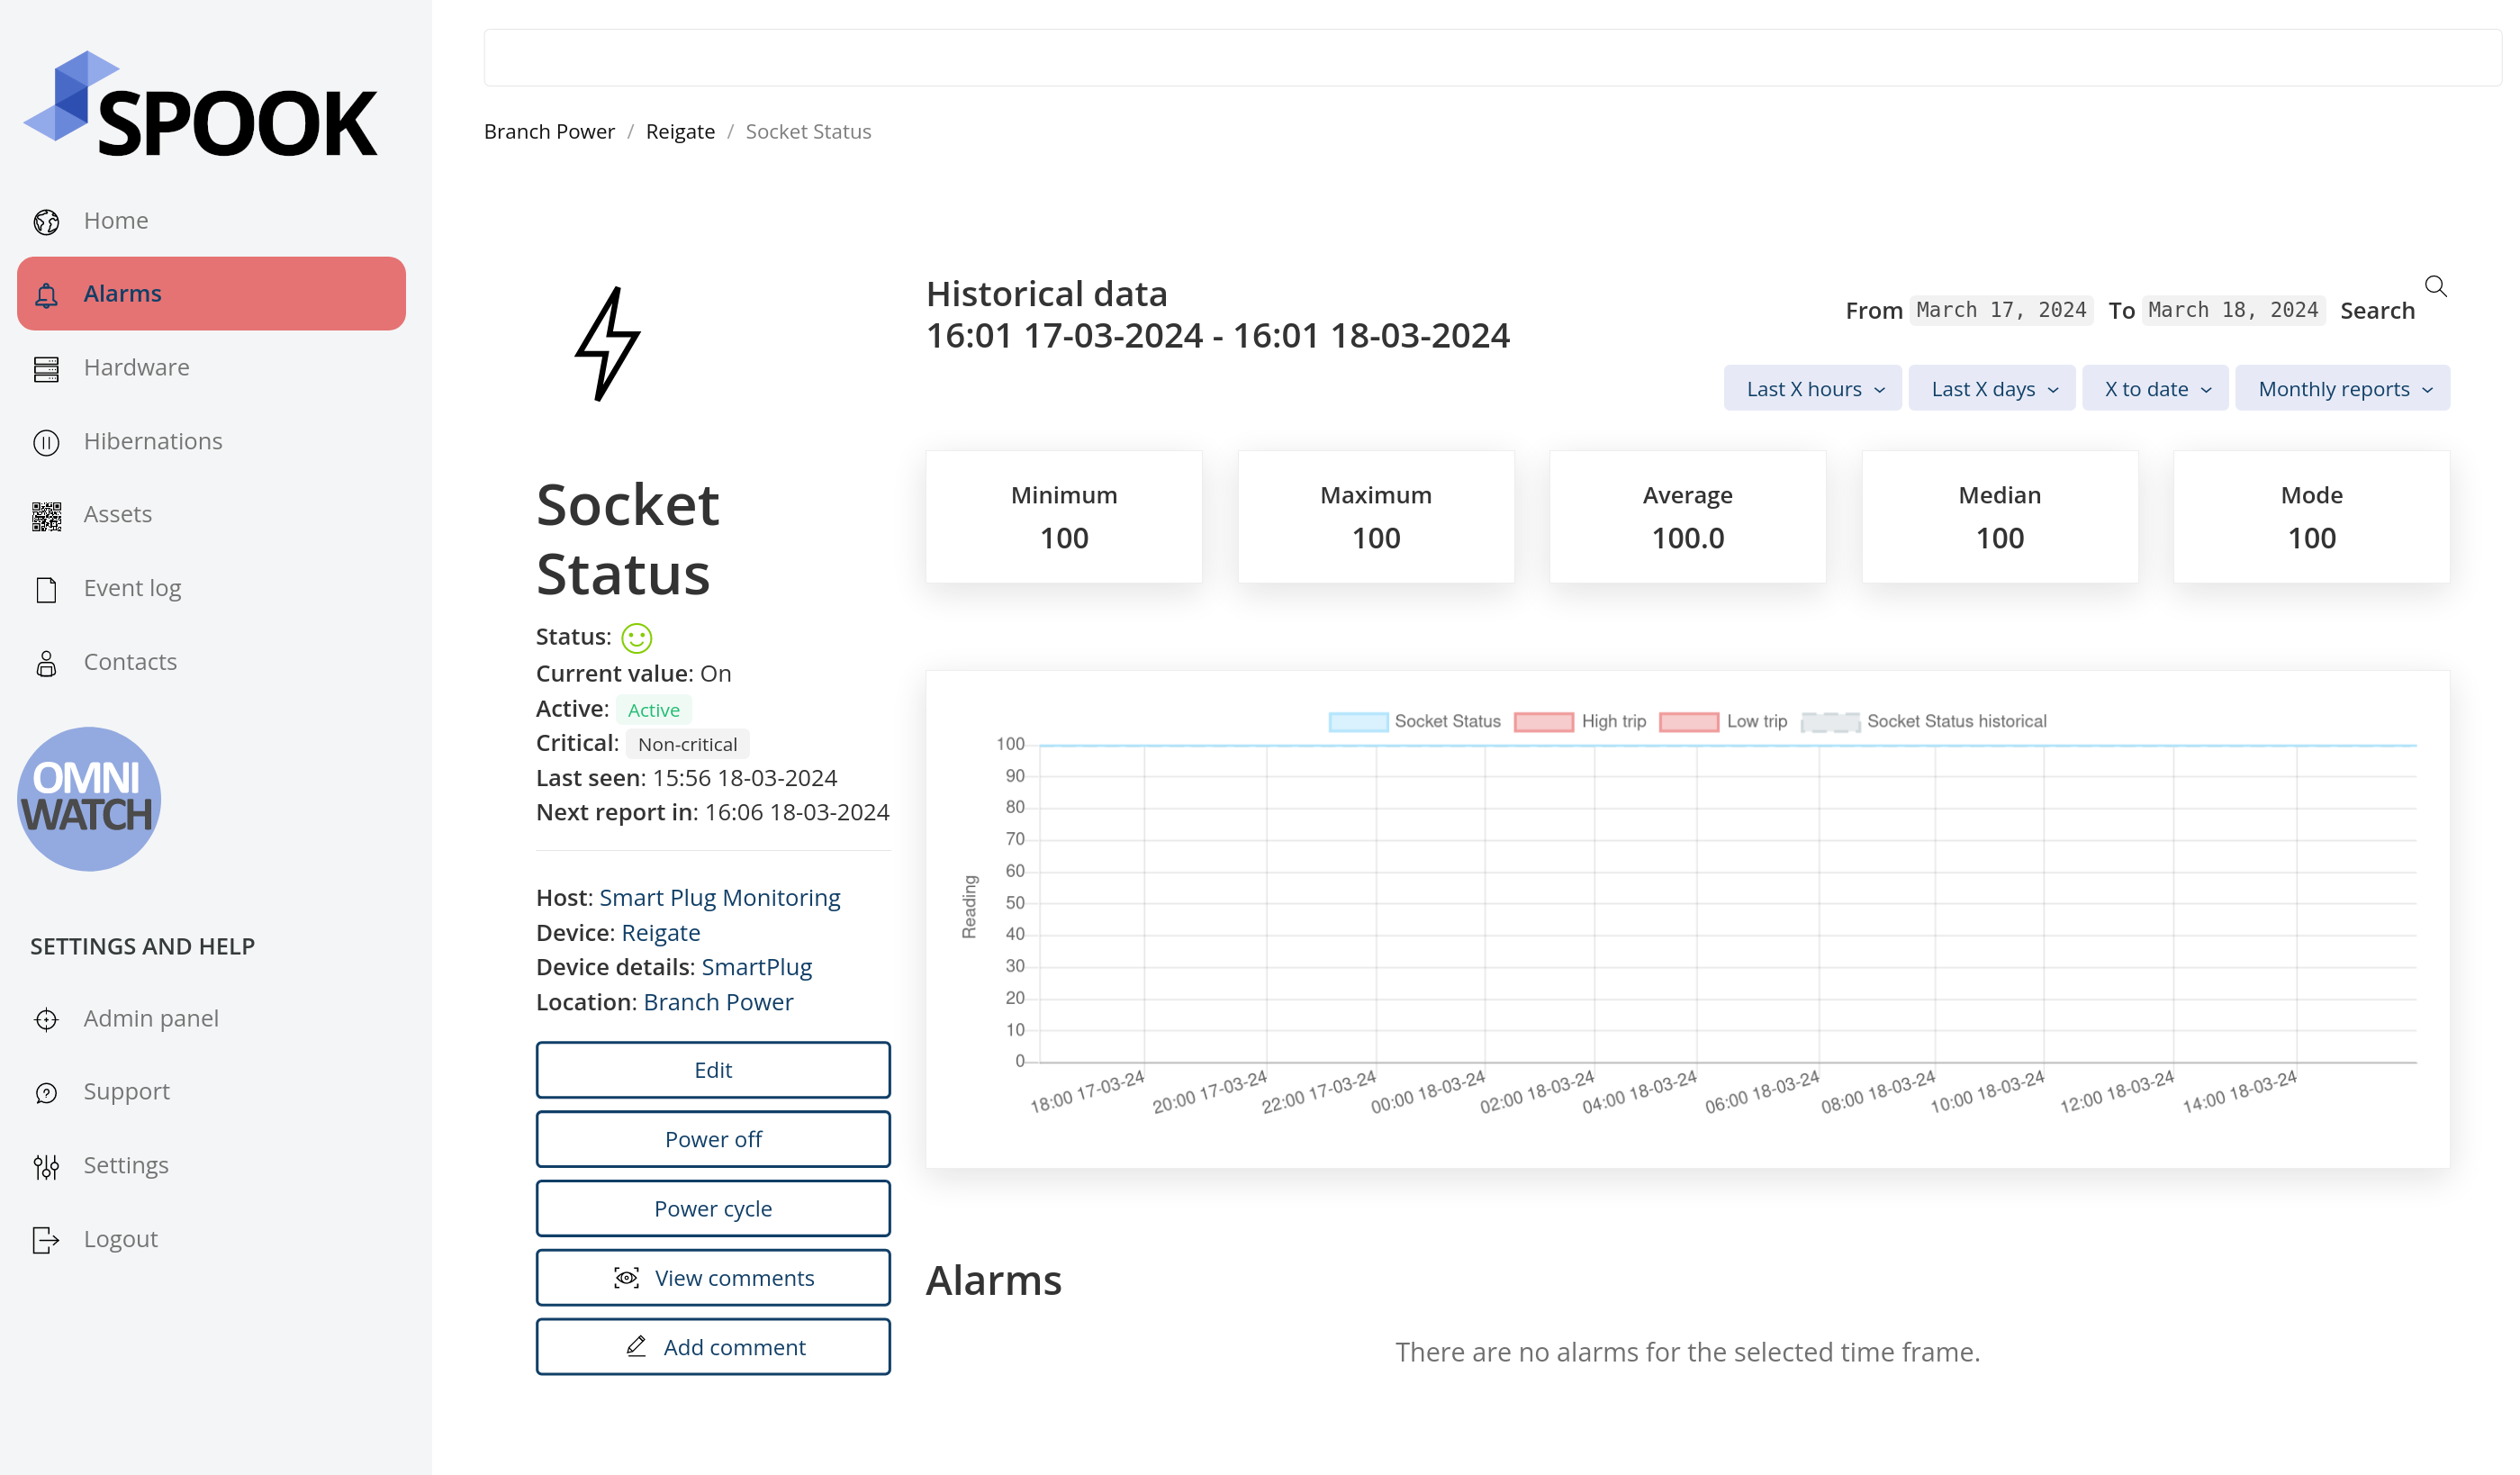 SPOOK
Home
Alarms
Hardware
Hibernations
Assets
Event log
Contacts
OMNI
WATCH
SETTINGS AND HELP
Admin panel
Support
Settings
Logout
Branch Power / Reigate / Socket Status
Socket
Status
Status:
Current value: On
Active: Active
Critical: Non-critical
Last seen: 15:56 18-03-2024
Next report in: 16:06 18-03-2024
Host: Smart Plug Monitoring
Device: Reigate
Device details: SmartPlug
Location: Branch Power
Edit
Power off
Power cycle
View comments
Add comment
Historical data
16:01 17-03-2024 - 16:01 18-03-2024
From March 17, 2024 To March 18, 2024 Search
Last X hours Last X days X to date Monthly reports
Minimum Maximum Average Median Mode
100 100 100.0 100 100
Socket Status High trip Low trip Socket Status historical
100
90
80
70
60
50
40
30
20
10
0
Reading
18:00 17-03-24 20:00 17-03-24 22:00 17-03-24 00:00 18-03-24 02:00 18-03-24 04:00 18-03-24 06:00 18-03-24 08:00 18-03-24 10:00 18-03-24 12:00 18-03-24 14:00 18-03-24
Alarms
There are no alarms for the selected time frame.